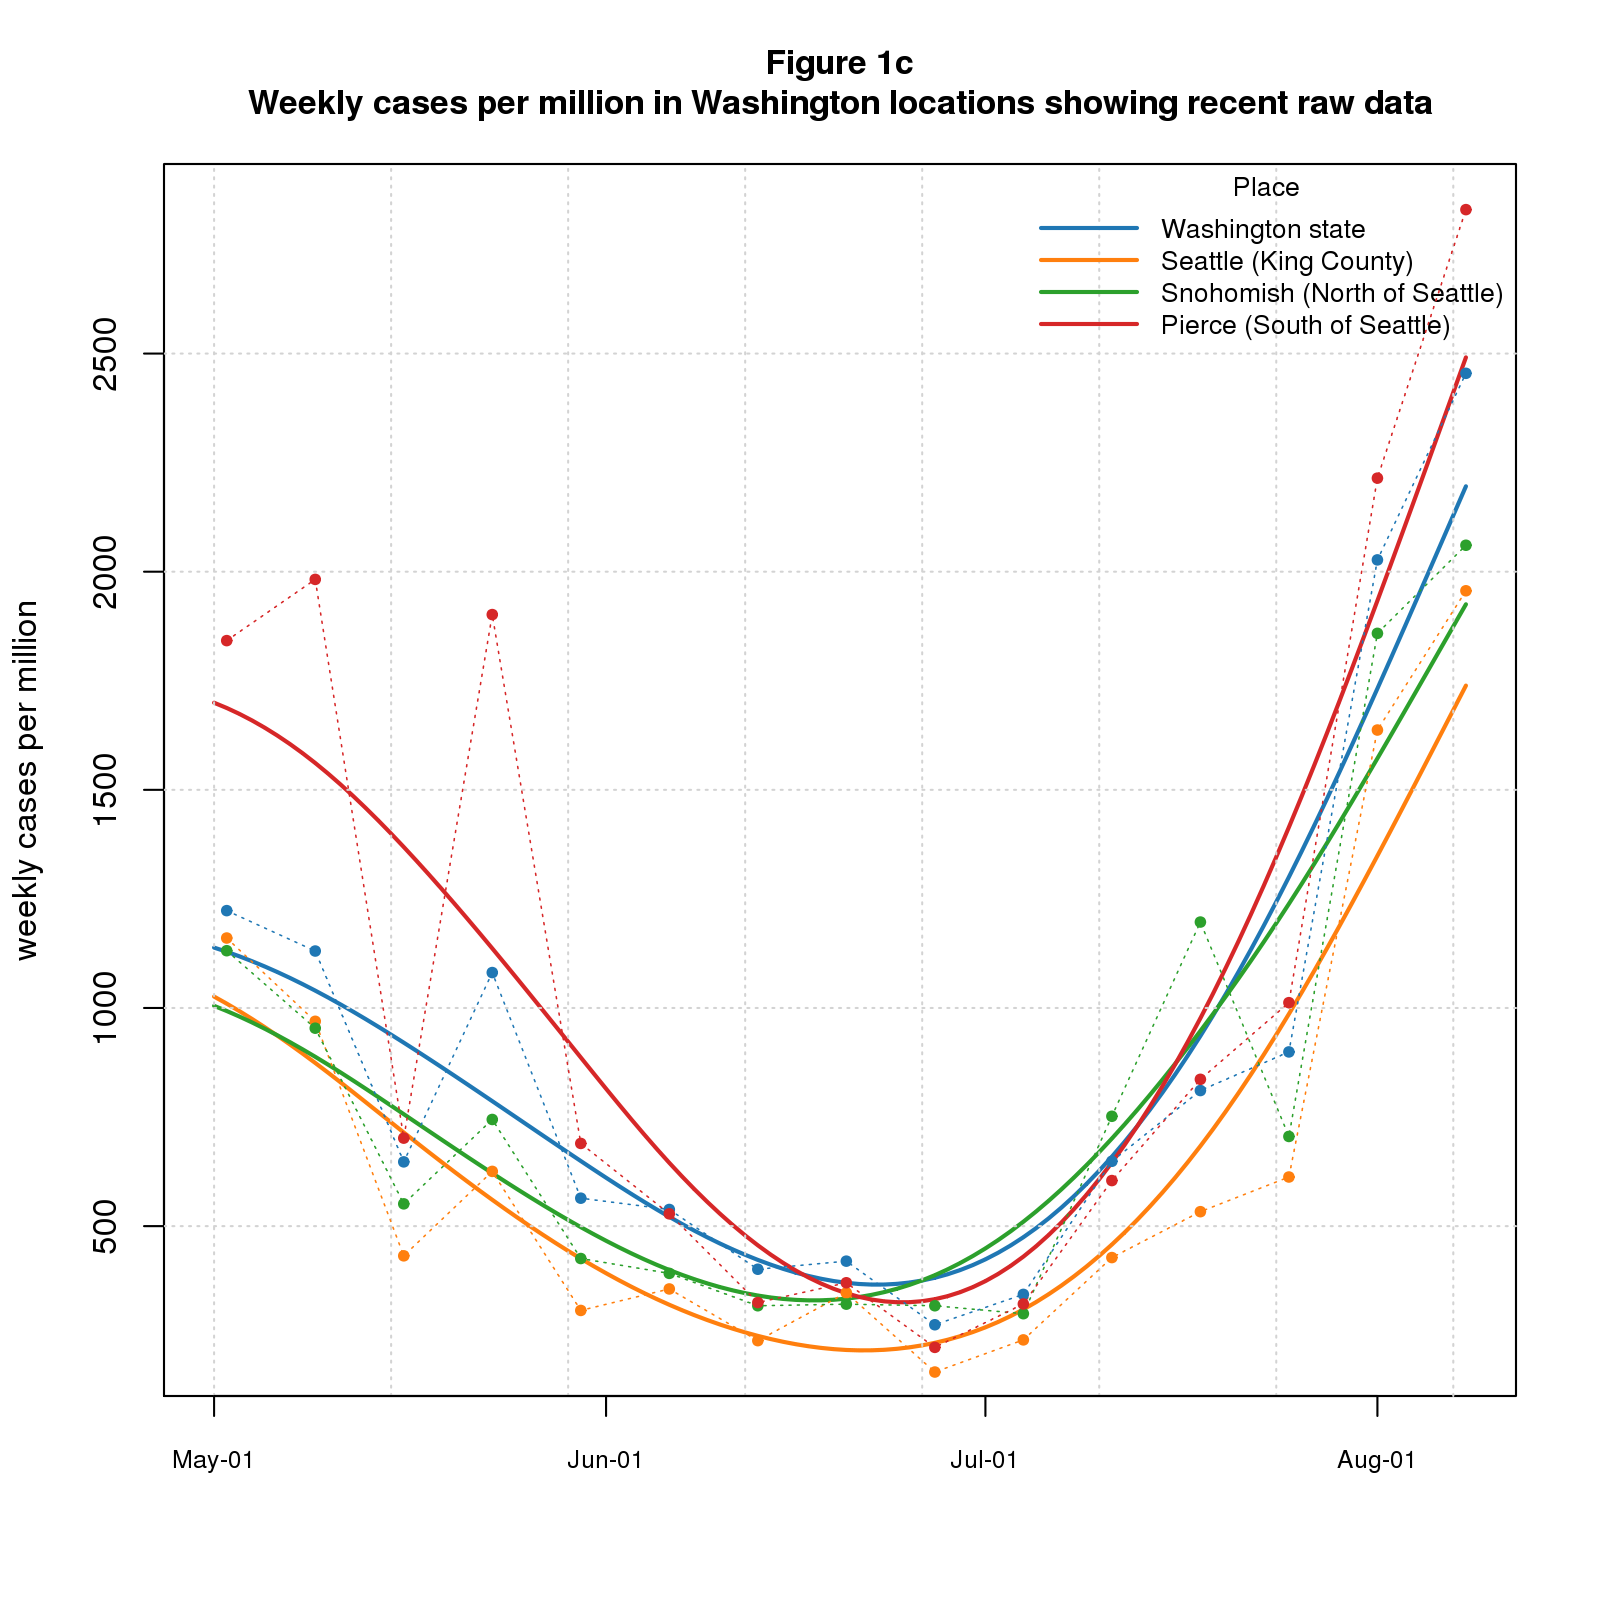 Figure 1c
Weekly cases per million in Washington locations showing recent raw data
Place
Washington state
Seattle (King County)
Snohomish (North of Seattle)
Pierce (South of Seattle)
weekly cases per million
2500
2000
1500
1000
500
May-01
Jun-01
Jul-01
Aug-01